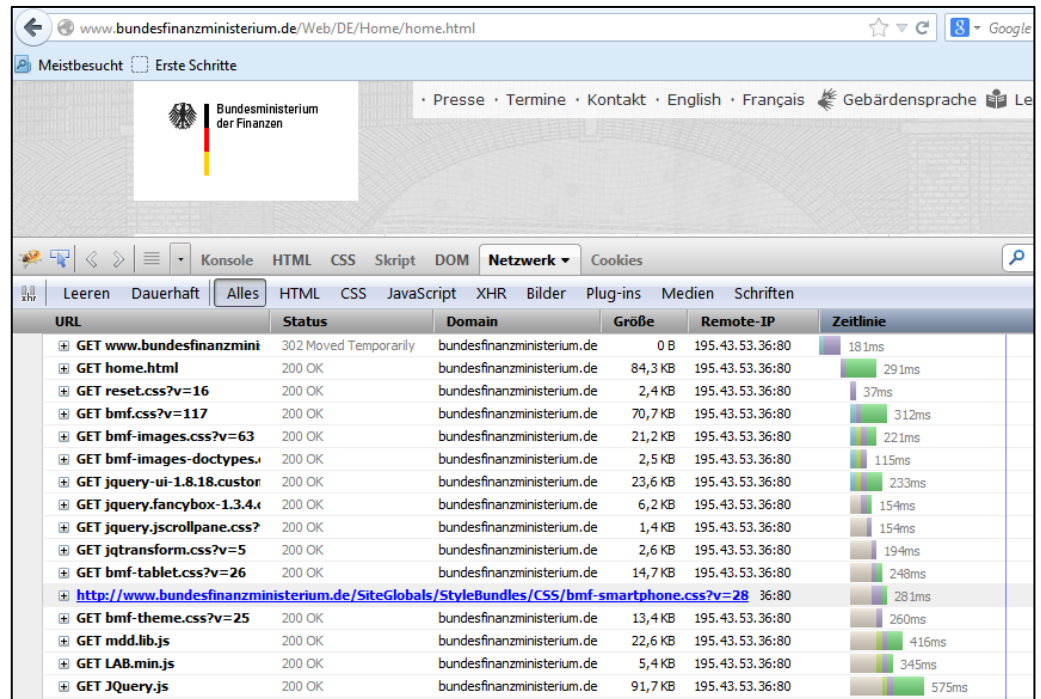 www.bundesfinanzministerium.de/Web/DE/Home/home.html 8 Google
Meistbesucht Erste Schritte
Bundesministerium
der Finanzen
· Presse · Termine · Kontakt · English · Français Gebärdensprache Le
Konsole HTML CSS Skript DOM Netzwerk Cookies
xhr Leeren Dauerhaft Alles HTML CSS JavaScript XHR Bilder Plug-ins Medien Schriften
URL Status Domain Größe Remote-IP Zeitlinie
GET www.bundesfinanzmini 302 Moved Temporarily bundesfinanzministerium.de 0 B 195.43.53.36:80 181ms
GET home.html 200 OK bundesfinanzministerium.de 84,3 KB 195.43.53.36:80 291ms
GET reset.css?v=16 200 OK bundesfinanzministerium.de 2,4 KB 195.43.53.36:80 37ms
GET bmf.css?v=117 200 OK bundesfinanzministerium.de 70,7 KB 195.43.53.36:80 312ms
GET bmf-images.css?v=63 200 OK bundesfinanzministerium.de 21,2 KB 195.43.53.36:80 221ms
GET bmf-images-doctypes. 200 OK bundesfinanzministerium.de 2,5 KB 195.43.53.36:80 115ms
GET jquery-ui-1.8.18.custon 200 OK bundesfinanzministerium.de 23,6 KB 195.43.53.36:80 233ms
GET jquery.fancybox-1.3.4. 200 OK bundesfinanzministerium.de 6,2 KB 195.43.53.36:80 154ms
GET jquery.jscrollpane.css? 200 OK bundesfinanzministerium.de 1,4 KB 195.43.53.36:80 154ms
GET jqtransform.css?v=5 200 OK bundesfinanzministerium.de 2,6 KB 195.43.53.36:80 194ms
GET bmf-tablet.css?v=26 200 OK bundesfinanzministerium.de 14,7 KB 195.43.53.36:80 248ms
http://www.bundesfinanzministerium.de/SiteGlobals/StyleBundles/CSS/bmf-smartphone.css?v=28 36:80 281ms
GET bmf-theme.css?v=25 200 OK bundesfinanzministerium.de 13,4 KB 195.43.53.36:80 260ms
GET mdd.lib.js 200 OK bundesfinanzministerium.de 22,6 KB 195.43.53.36:80 416ms
GET LAB.min.js 200 OK bundesfinanzministerium.de 5,4 KB 195.43.53.36:80 345ms
GET JQuery.js 200 OK bundesfinanzministerium.de 91,7 KB 195.43.53.36:80 575ms